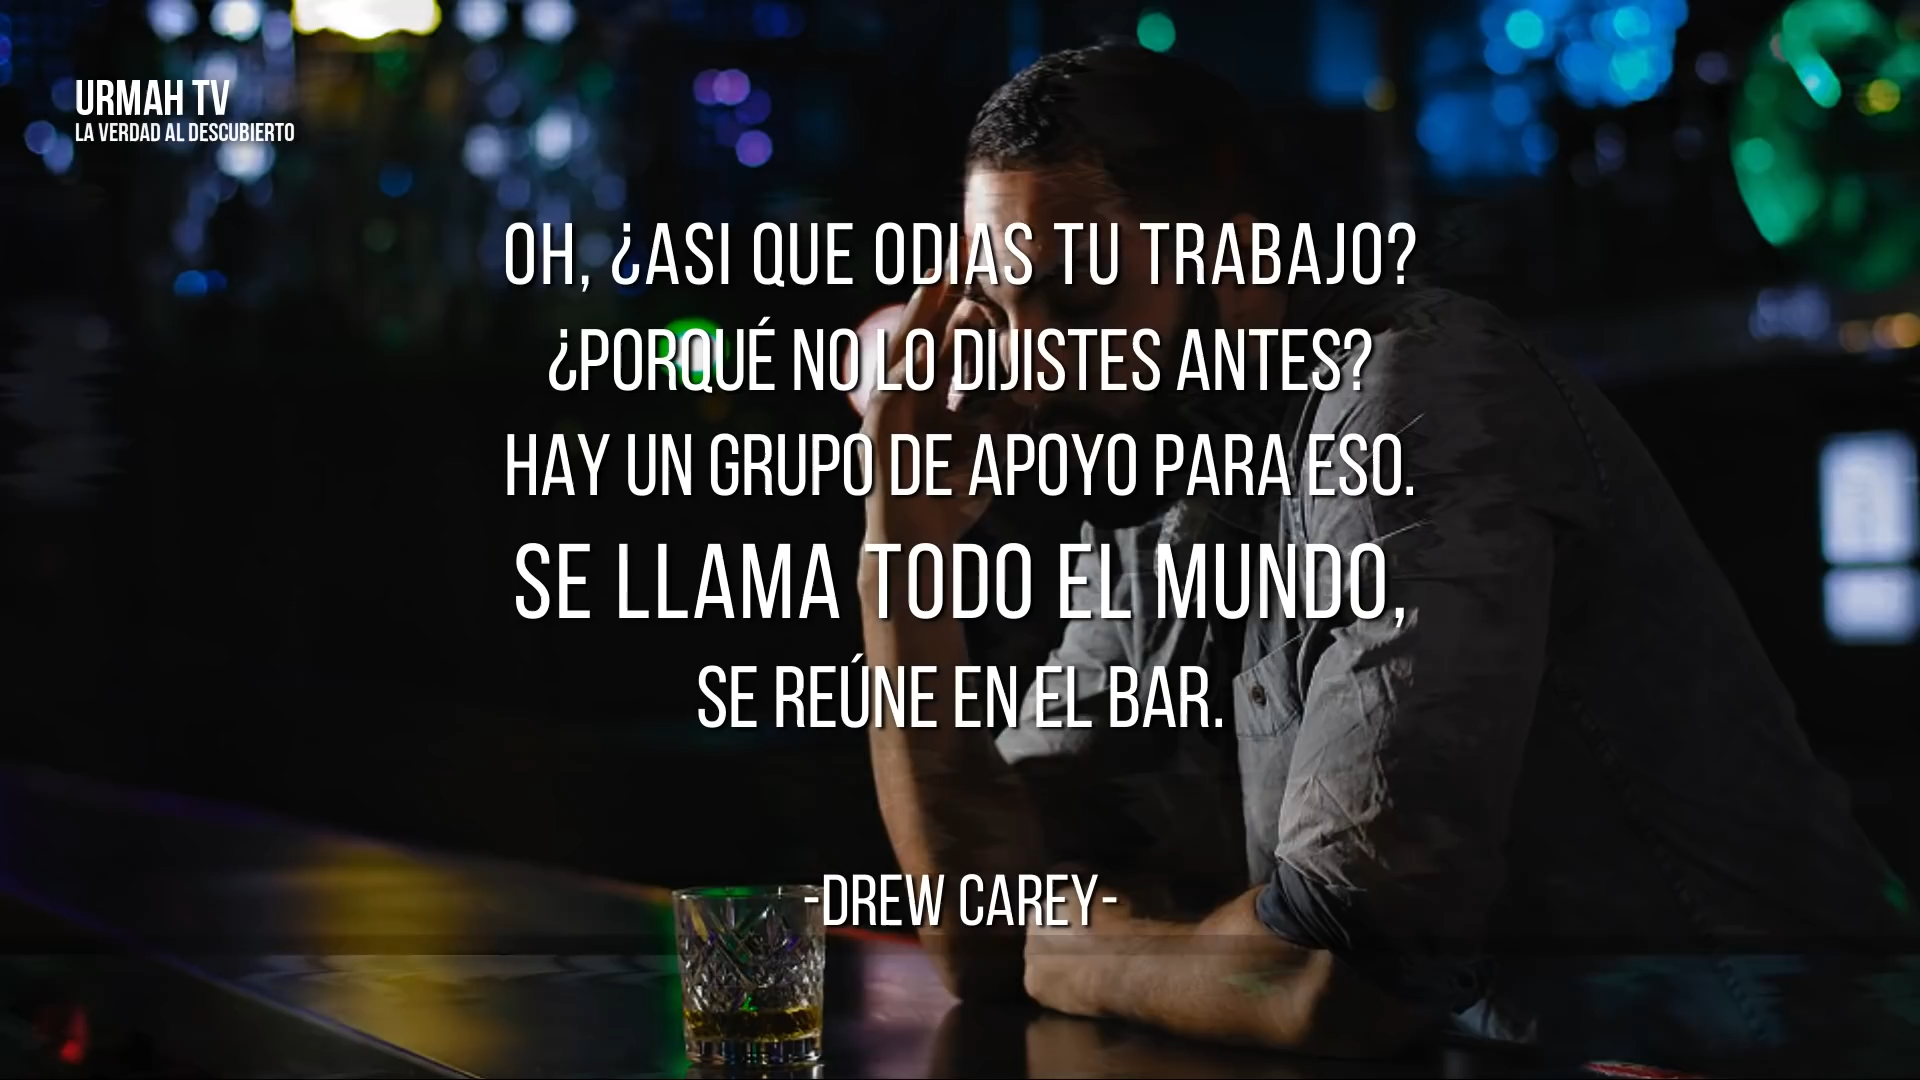 URMAH TV
LA VERDAD AL DESCUBIERTO
OH, ¿ASI QUE ODIAS TU TRABAJO?
¿PORQUÉ NO LO DIJISTES ANTES?
HAY UN GRUPO DE APOYO PARA ESO.
SE LLAMA TODO EL MUNDO,
SE REÚNE EN EL BAR.
-DREW CAREY-